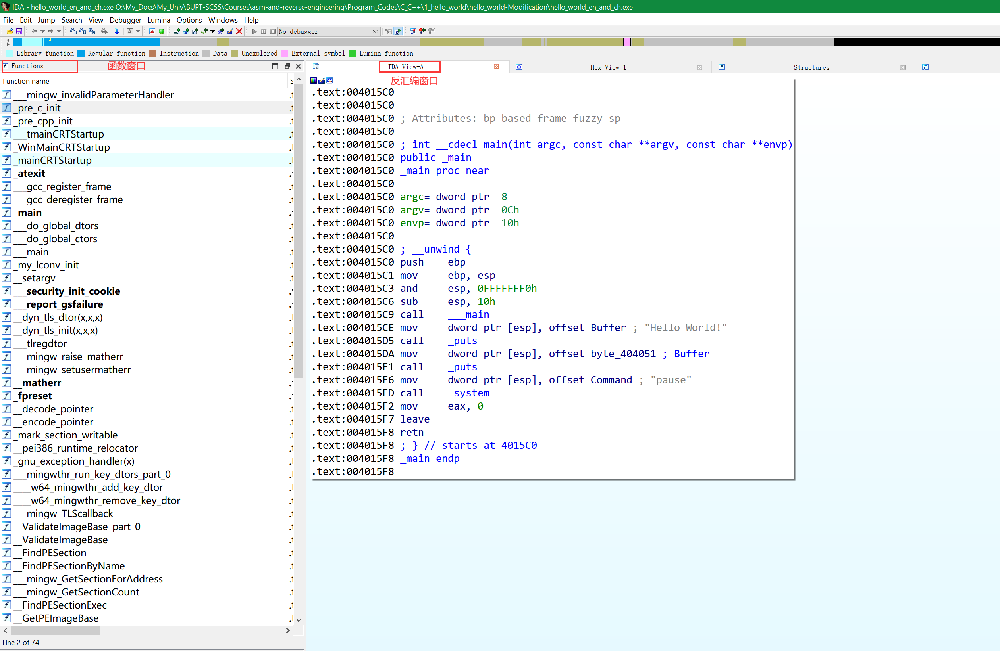 IDA - hello_world_en_and_ch.exe O:\My_Docs\My_Univ\BUPT-SCSS\Courses\asm-and-reverse-engineering\Program_Codes\C_C++\1_hello_world\hello_world-Modification\hello_world_en_and_ch.exe
File Edit Jump Search View Debugger Lumina Options Windows Help
No debugger
Library function Regular function Instruction Data Unexplored External symbol Lumina function
Functions 函数窗口 IDA View-A Hex View-1 Structures
反汇编窗口
Function name S
___mingw_invalidParameterHandler .t
_pre_c_init .t
_pre_cpp_init .t
___tmainCRTStartup .t
_WinMainCRTStartup .t
_mainCRTStartup .t
_atexit .t
___gcc_register_frame .t
___gcc_deregister_frame .t
_main .t
___do_global_dtors .t
___do_global_ctors .t
___main .t
_my_lconv_init .t
__setargv .t
___security_init_cookie .t
___report_gsfailure .t
__dyn_tls_dtor(x,x,x) .t
__dyn_tls_init(x,x,x) .t
___tlregdtor .t
___mingw_raise_matherr .t
___mingw_setusermatherr .t
__matherr .t
_fpreset .t
__decode_pointer .t
__encode_pointer .t
_mark_section_writable .t
__pei386_runtime_relocator .t
_gnu_exception_handler(x) .t
___mingwthr_run_key_dtors_part_0 .t
____w64_mingwthr_add_key_dtor .t
____w64_mingwthr_remove_key_dtor .t
___mingw_TLScallback .t
__ValidateImageBase_part_0 .t
__ValidateImageBase .t
__FindPESection .t
__FindPESectionByName .t
___mingw_GetSectionForAddress .t
___mingw_GetSectionCount .t
__FindPESectionExec .t
__GetPEImageBase .t
Line 2 of 74
.text:004015C0
.text:004015C0
.text:004015C0 ; Attributes: bp-based frame fuzzy-sp
.text:004015C0
.text:004015C0 ; int __cdecl main(int argc, const char **argv, const char **envp)
.text:004015C0 public _main
.text:004015C0 _main proc near
.text:004015C0
.text:004015C0 argc= dword ptr  8
.text:004015C0 argv= dword ptr  0Ch
.text:004015C0 envp= dword ptr  10h
.text:004015C0
.text:004015C0 ; __unwind {
.text:004015C0 push    ebp
.text:004015C1 mov     ebp, esp
.text:004015C3 and     esp, 0FFFFFFF0h
.text:004015C6 sub     esp, 10h
.text:004015C9 call    ___main
.text:004015CE mov     dword ptr [esp], offset Buffer ; "Hello World!"
.text:004015D5 call    _puts
.text:004015DA mov     dword ptr [esp], offset byte_404051 ; Buffer
.text:004015E1 call    _puts
.text:004015E6 mov     dword ptr [esp], offset Command ; "pause"
.text:004015ED call    _system
.text:004015F2 mov     eax, 0
.text:004015F7 leave
.text:004015F8 retn
.text:004015F8 ; } // starts at 4015C0
.text:004015F8 _main endp
.text:004015F8